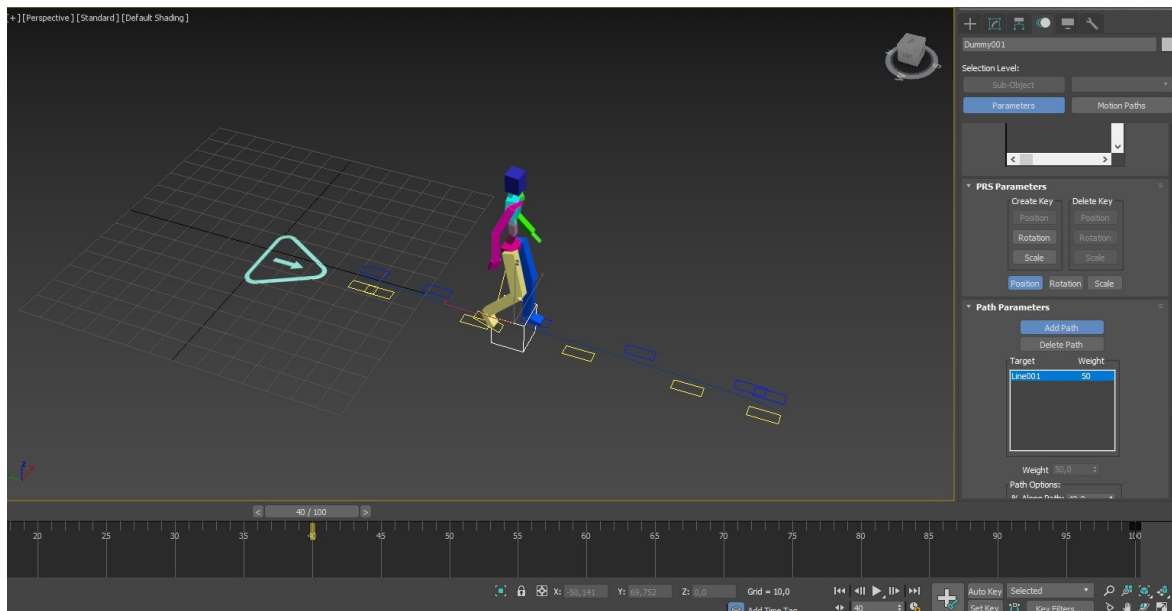 [+] [Perspective] [Standard] [Default Shading]
Dummy001
Selection Level:
Sub-Object
Parameters Motion Paths
PRS Parameters
Create Key Delete Key
Position Position
Rotation Rotation
Scale Scale
Position Rotation Scale
Path Parameters
Add Path
Delete Path
Target Weight
Line001 50
Weight 50,0
Path Options:
% Along Path: 40,0
< 40 / 100 >
20 25 30 35 40 45 50 55 60 65 70 75 80 85 90 95 100
X: -50,141 Y: 69,752 Z: 0,0 Grid = 10,0 Auto Key Selected
Add Time Tag 40 Set Key Key Filters...